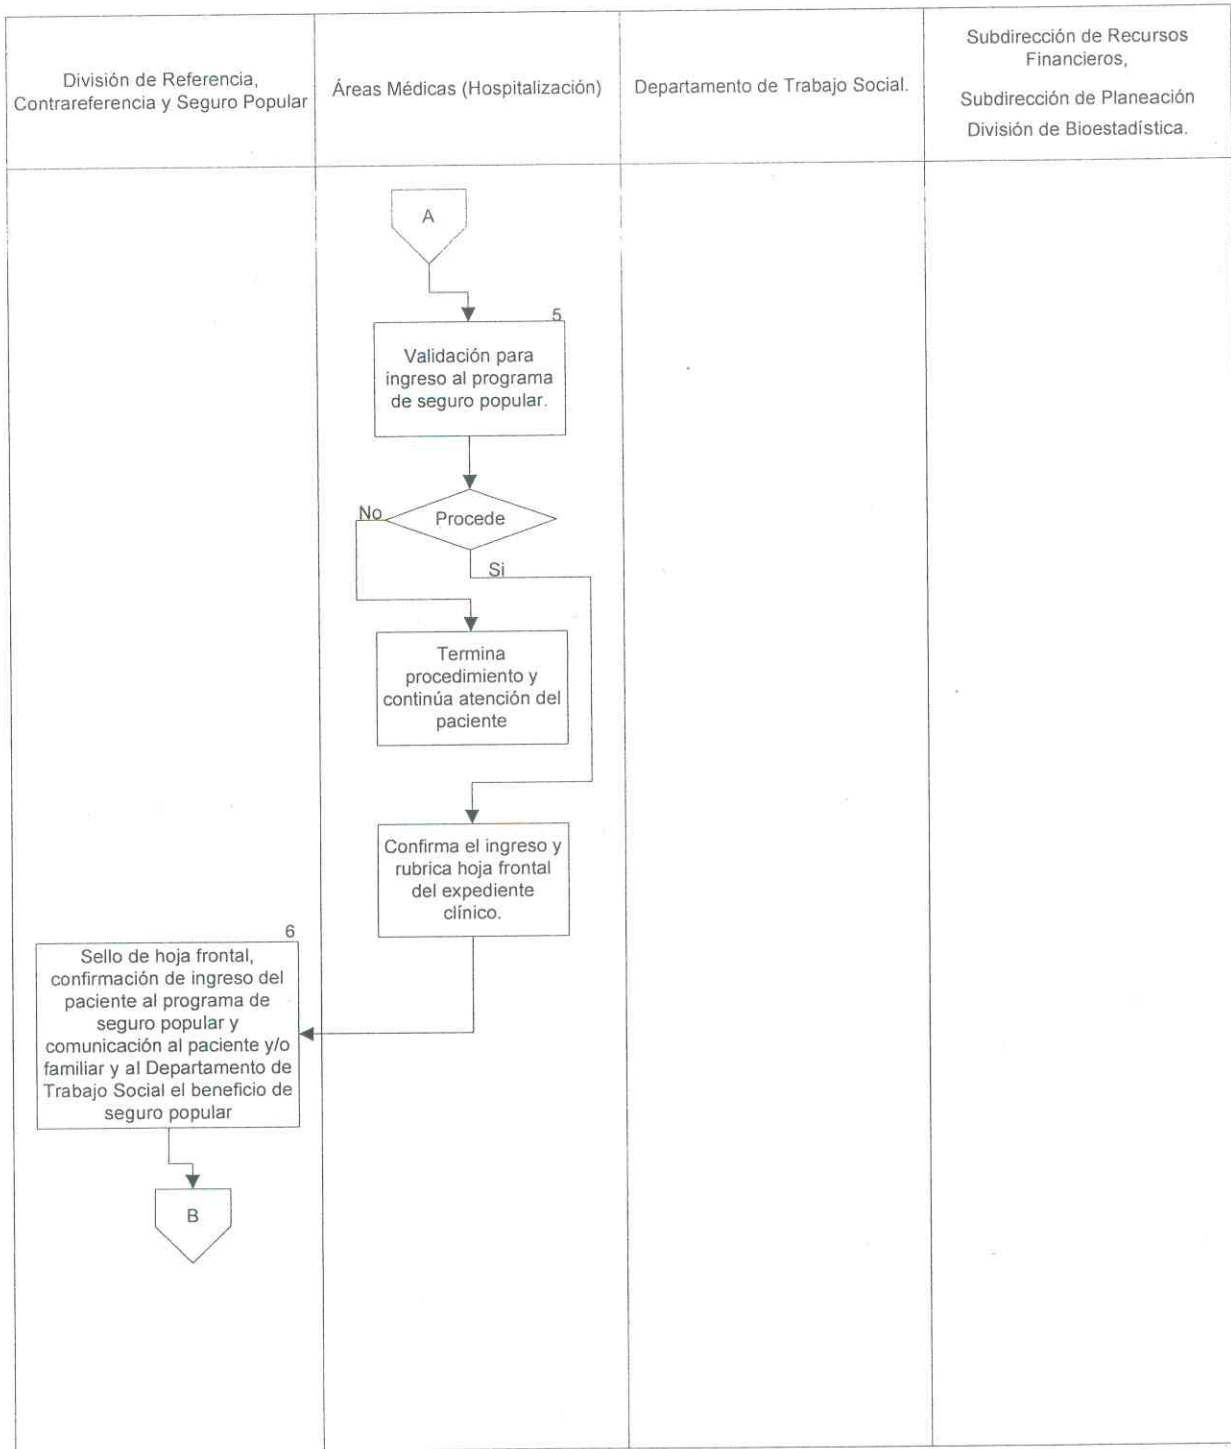 División de Referencia,
Contrareferencia y Seguro Popular
Áreas Médicas (Hospitalización)
Departamento de Trabajo Social.
Subdirección de Recursos
Financieros,
Subdirección de Planeación
División de Bioestadística.
A
5
Validación para
ingreso al programa
de seguro popular.
No
Procede
Si
Termina
procedimiento y
continúa atención del
paciente
Confirma el ingreso y
rubrica hoja frontal
del expediente
clínico.
6
Sello de hoja frontal,
confirmación de ingreso del
paciente al programa de
seguro popular y
comunicación al paciente y/o
familiar y al Departamento de
Trabajo Social el beneficio de
seguro popular
B